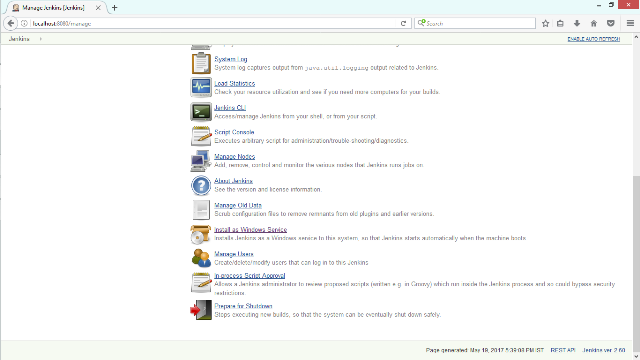 Manage Jenkins [Jenkins]
localhost:8080/manage
Search
Jenkins
ENABLE AUTO REFRESH
System Log
System log captures output from java.util.logging output related to Jenkins.
Load Statistics
Check your resource utilization and see if you need more computers for your builds.
Jenkins CLI
Access/manage Jenkins from your shell, or from your script.
Script Console
Executes arbitrary script for administration/trouble-shooting/diagnostics.
Manage Nodes
Add, remove, control and monitor the various nodes that Jenkins runs jobs on.
About Jenkins
See the version and license information.
Manage Old Data
Scrub configuration files to remove remnants from old plugins and earlier versions.
Install as Windows Service
Installs Jenkins as a Windows service to this system, so that Jenkins starts automatically when the machine boots.
Manage Users
Create/delete/modify users that can log in to this Jenkins
In-process Script Approval
Allows a Jenkins administrator to review proposed scripts (written e.g. in Groovy) which run inside the Jenkins process and so could bypass security
restrictions.
Prepare for Shutdown
Stops executing new builds, so that the system can be eventually shut down safely.
Page generated: May 19, 2017 5:39:08 PM IST REST API Jenkins ver. 2.60